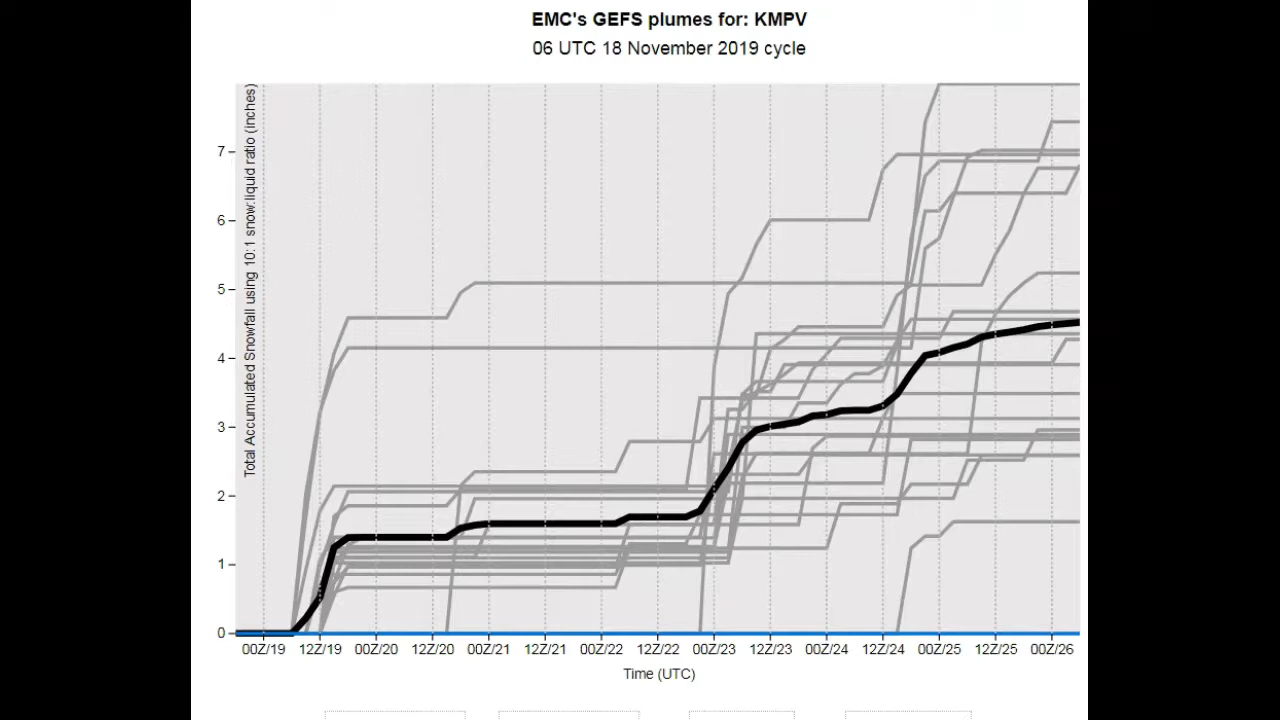 EMC's GEFS plumes for: KMPV
06 UTC 18 November 2019 cycle
Total Accumulated Snowfall using 10:1 snow:liquid ratio (inches)
7
6
5
4
3
2
1
0
00Z/19 12Z/19 00Z/20 12Z/20 00Z/21 12Z/21 00Z/22 12Z/22 00Z/23 12Z/23 00Z/24 12Z/24 00Z/25 12Z/25 00Z/26
Time (UTC)